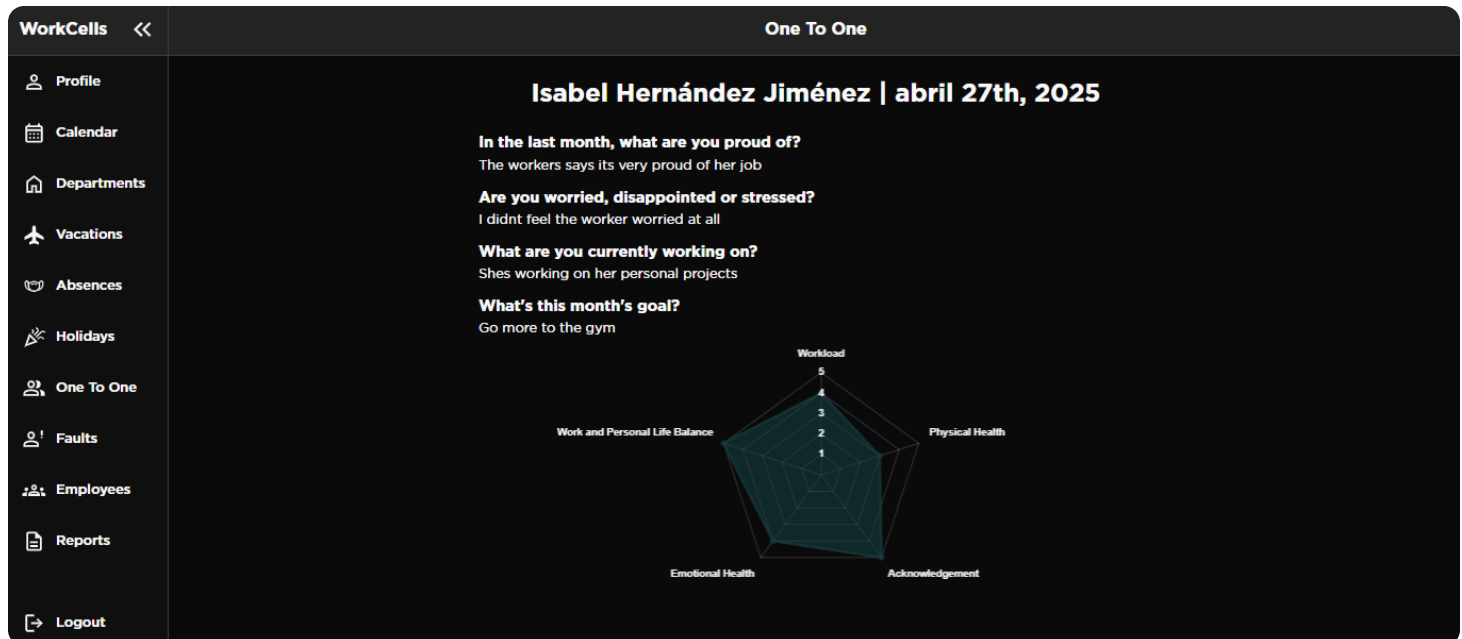 WorkCells
One To One
Profile
Calendar
Departments
Vacations
Absences
Holidays
One To One
Faults
Employees
Reports
Logout
Isabel Hernández Jiménez | abril 27th, 2025
In the last month, what are you proud of?
The workers says its very proud of her job
Are you worried, disappointed or stressed?
I didnt feel the worker worried at all
What are you currently working on?
Shes working on her personal projects
What's this month's goal?
Go more to the gym
Workload
5
4
3
2
1
Work and Personal Life Balance
Physical Health
Emotional Health
Acknowledgement